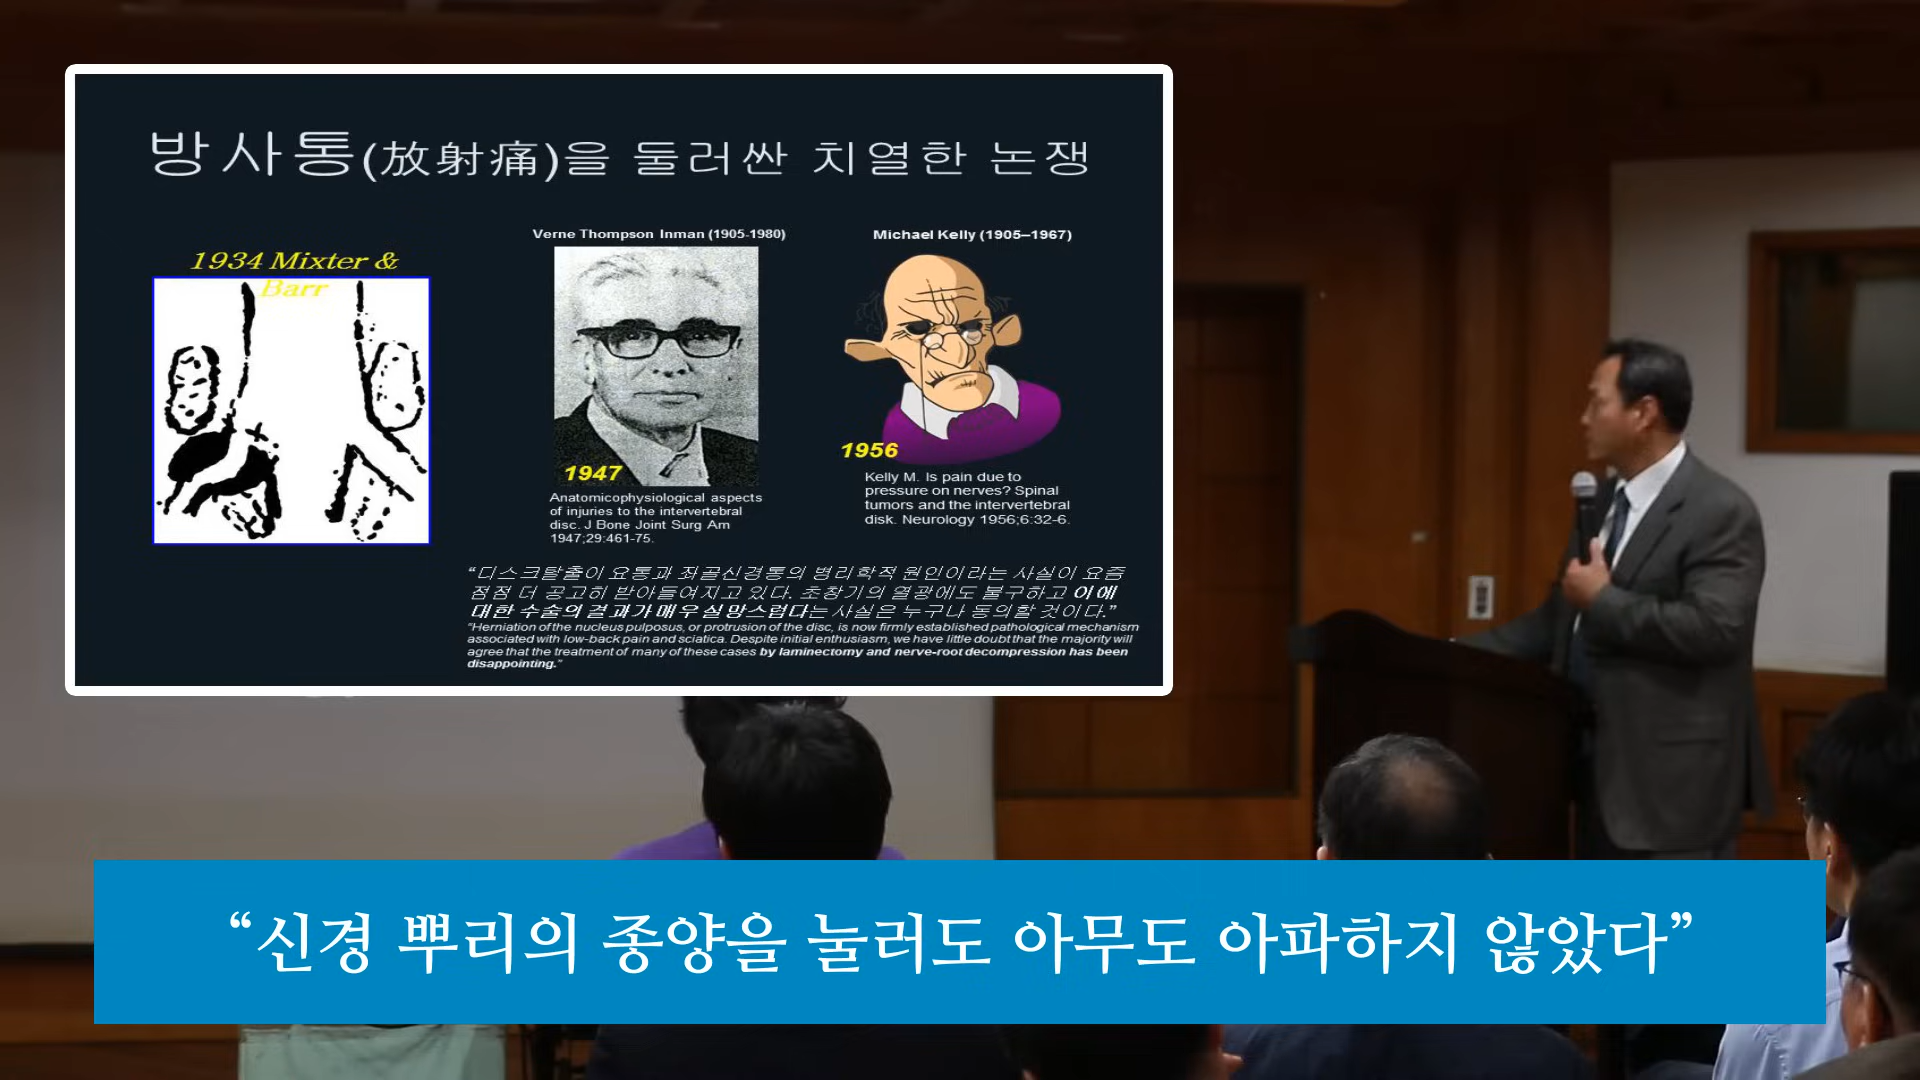 방사통(放射痛)을 둘러싼 치열한 논쟁
1934 Mixter &
Barr
Verne Thompson Inman (1905-1980)
1947
Anatomicophysiological aspects
of injuries to the intervertebral
disc. J Bone Joint Surg Am
1947;29:461-75.
Michael Kelly (1905–1967)
1956
Kelly M. Is pain due to
pressure on nerves? Spinal
tumors and the intervertebral
disk. Neurology 1956;6:32-6.
“디스크탈출이 요통과 좌골신경통의 병리학적 원인이라는 사실이 요즘
점점 더 공고히 받아들여지고 있다. 초창기의 열광에도 불구하고 이에
대한 수술의 결과가 매우 실망스럽다는 사실은 누구나 동의할 것이다.”
"Herniation of the nucleus pulposus, or protrusion of the disc, is now firmly established pathological mechanism
associated with low-back pain and sciatica. Despite initial enthusiasm, we have little doubt that the majority will
agree that the treatment of many of these cases by laminectomy and nerve-root decompression has been
disappointing."
“신경 뿌리의 종양을 눌러도 아무도 아파하지 않았다”